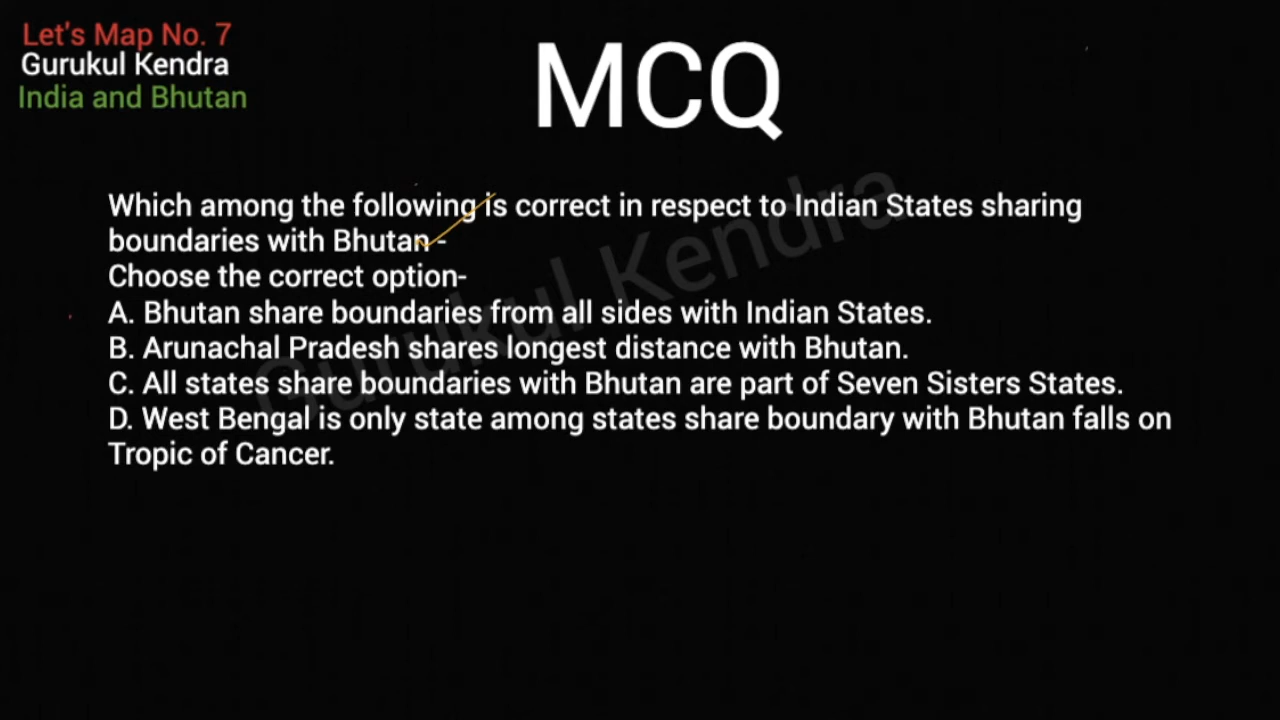 Let's Map No. 7
Gurukul Kendra
India and Bhutan
MCQ
Which among the following is correct in respect to Indian States sharing
boundaries with Bhutan -
Choose the correct option-
A. Bhutan share boundaries from all sides with Indian States.
B. Arunachal Pradesh shares longest distance with Bhutan.
C. All states share boundaries with Bhutan are part of Seven Sisters States.
D. West Bengal is only state among states share boundary with Bhutan falls on
Tropic of Cancer.
Gurukul Kendra